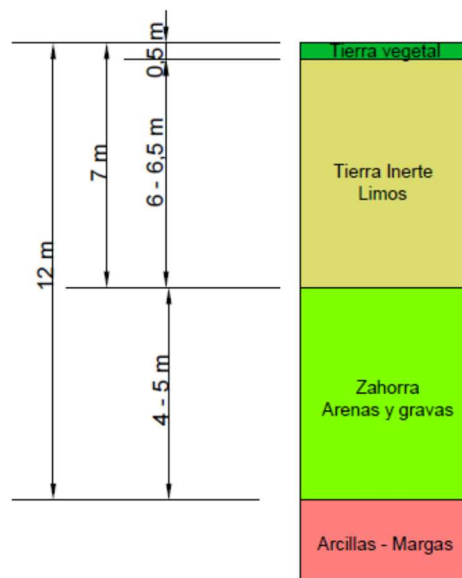 0,5 m
Tierra vegetal
7 m
6 - 6,5 m
Tierra Inerte
Limos
12 m
4 - 5 m
Zahorra
Arenas y gravas
Arcillas - Margas